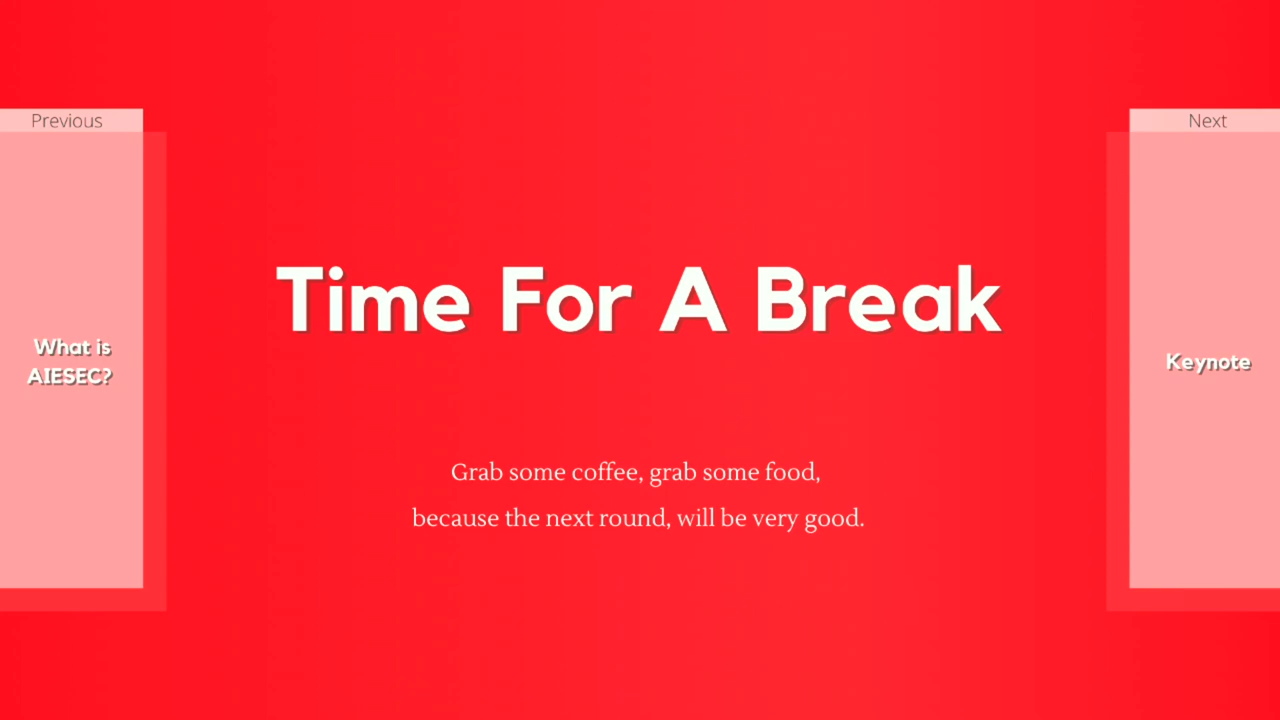 Previous
What is
AIESEC?
Time For A Break
Grab some coffee, grab some food,
because the next round, will be very good.
Next
Keynote